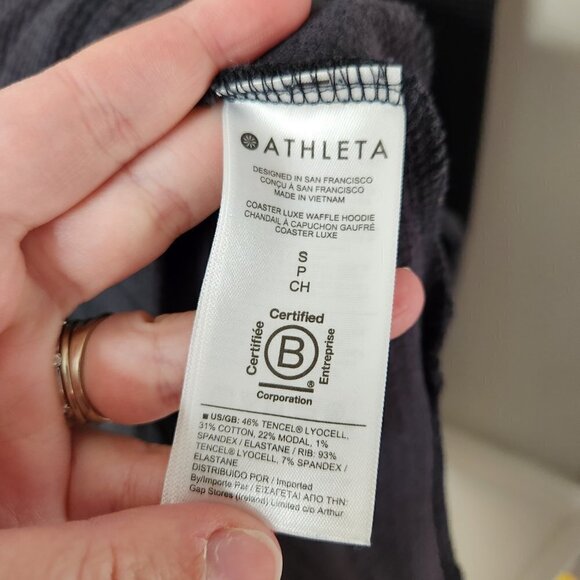 ATHLETA
DESIGNED IN SAN FRANCISCO
CONÇU À SAN FRANCISCO
MADE IN VIETNAM
COASTER LUXE WAFFLE HOODIE
CHANDAIL À CAPUCHON GAUFRÉ
COASTER LUXE
S
P
CH
Certified
Certifiée
B
Entreprise
®
Corporation
■ US/GB: 46% TENCEL® LYOCELL,
31% COTTON, 22% MODAL, 1%
SPANDEX / ELASTANE / RIB: 93%
TENCEL® LYOCELL, 7% SPANDEX /
ELASTANE
DISTRIBUIDO POR / Imported
By/Importé Par / ΕΙΣΑΓΕΤΑΙ ΑΠΟ ΤΗΝ:
Gap Stores (Ireland) Limited c/o Arthur